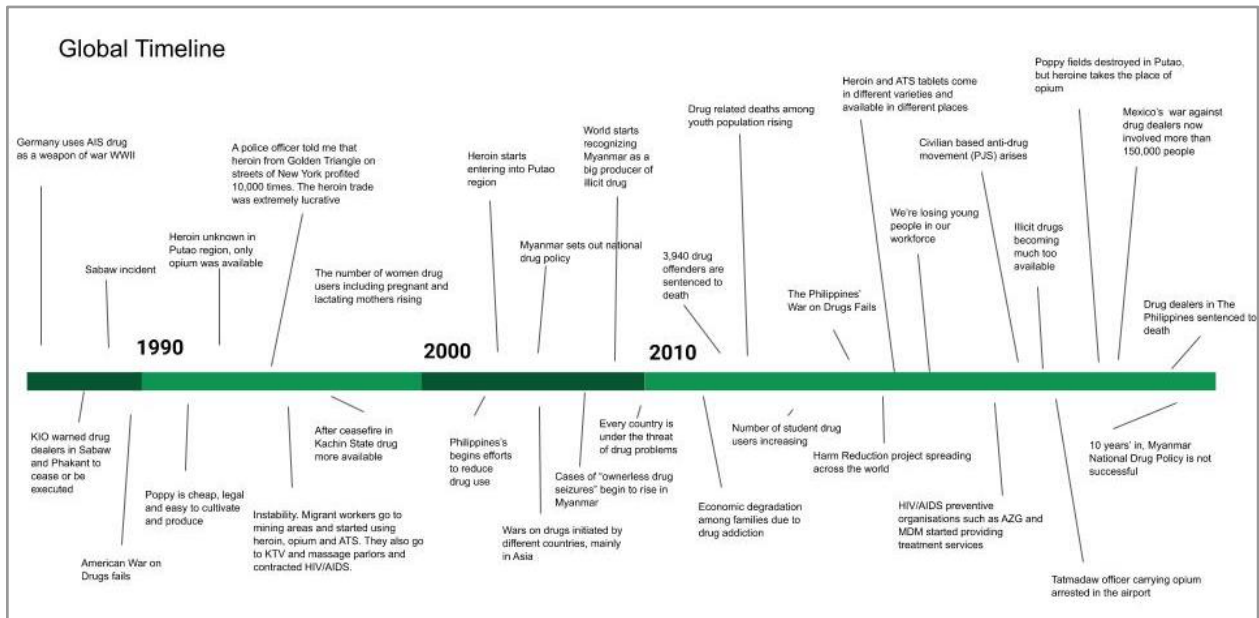 Global Timeline
Germany uses AIS drug
as a weapon of war WWII
Sabaw incident
Heroin unknown in
Putao region, only
opium was available
A police officer told me that
heroin from Golden Triangle on
streets of New York profited
10,000 times. The heroin trade
was extremely lucrative
The number of women drug
users including pregnant and
lactating mothers rising
Heroin starts
entering into Putao
region
Myanmar sets out national
drug policy
World starts
recognizing
Myanmar as a
big producer of
illicit drug
Drug related deaths among
youth population rising
3,940 drug
offenders are
sentenced to
death
The Philippines'
War on Drugs Fails
Heroin and ATS tablets come
in different varieties and
available in different places
We're losing young
people in our
workforce
Civilian based anti-drug
movement (PJS) arises
Illicit drugs
becoming
much too
available
Poppy fields destroyed in Putao,
but heroine takes the place of
opium
Mexico's war against
drug dealers now
involved more than
150,000 people
Drug dealers in The
Philippines sentenced to
death
1990
2000
2010
KIO warned drug
dealers in Sabaw
and Phakant to
cease or be
executed
American War on
Drugs fails
Poppy is cheap, legal
and easy to cultivate
and produce
Instability. Migrant workers go to
mining areas and started using
heroin, opium and ATS. They also
go to KTV and massage parlors and
contracted HIV/AIDS.
After ceasefire in
Kachin State drug
more available
Philippines's
begins efforts
to reduce
drug use
Wars on drugs initiated by
different countries, mainly
in Asia
Cases of "ownerless drug
seizures" begin to rise in
Myanmar
Every country is
under the threat
of drug problems
Economic degradation
among families due to
drug addiction
Number of student drug
users increasing
Harm Reduction project spreading
across the world
HIV/AIDS preventive
organisations such as AZG and
MDM started providing
treatment services
Tatmadaw officer carrying opium
arrested in the airport
10 years' in, Myanmar
National Drug Policy is not
successful